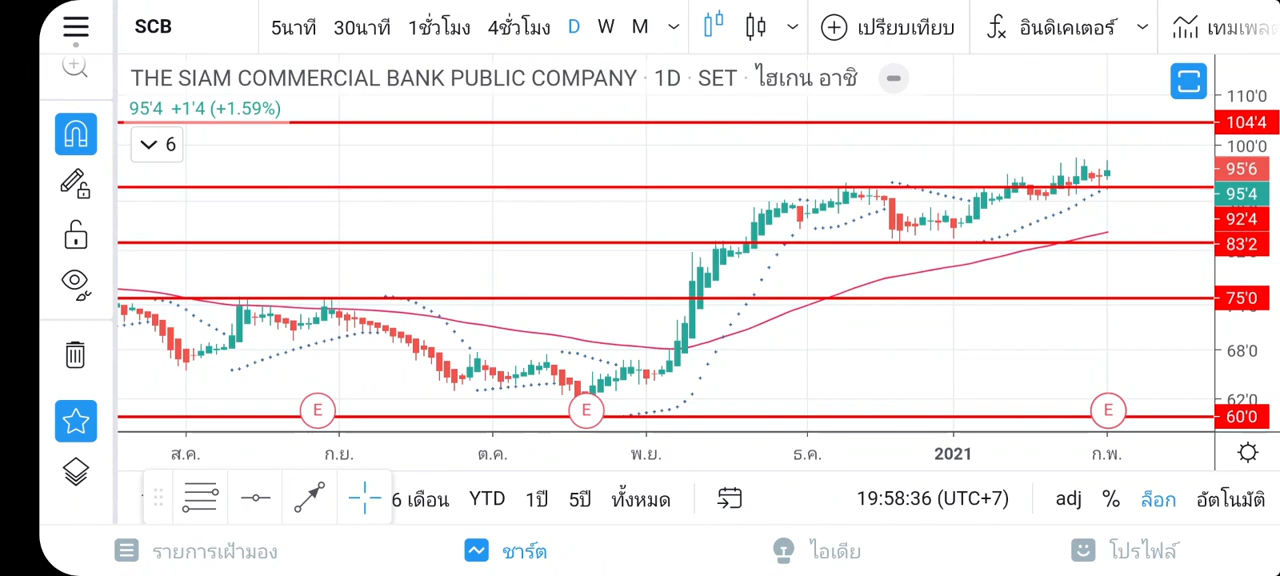 SCB 5นาที 30นาที 1ชั่วโมง 4ชั่วโมง D W M เปรียบเทียบ อินดิเคเตอร์
THE SIAM COMMERCIAL BANK PUBLIC COMPANY · 1D · SET · ไฮเกน อาชิ
95'4 +1'4 (+1.59%)
6
110'0
104'4
100'0
95'6
95'4
92'4
83'2
75'0
68'0
62'0
60'0
E E E
ส.ค. ก.ย. ต.ค. พ.ย. ธ.ค. 2021 ก.พ.
6 เดือน YTD 1ปี 5ปี ทั้งหมด 19:58:36 (UTC+7) adj % ล็อก อัตโนมัติ
รายการเฝ้ามอง ชาร์ต ไอเดีย โปรไฟล์